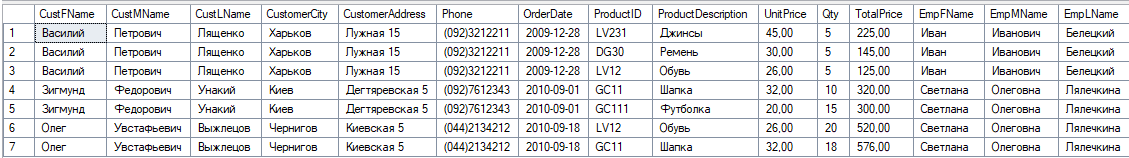 CustFName CustMName CustLName CustomerCity CustomerAddress Phone OrderDate ProductID ProductDescription UnitPrice Qty TotalPrice EmpFName EmpMName EmpLName
1 Василий Петрович Лященко Харьков Лужная 15 (092)3212211 2009-12-28 LV231 Джинсы 45,00 5 225,00 Иван Иванович Белецкий
2 Василий Петрович Лященко Харьков Лужная 15 (092)3212211 2009-12-28 DG30 Ремень 30,00 5 145,00 Иван Иванович Белецкий
3 Василий Петрович Лященко Харьков Лужная 15 (092)3212211 2009-12-28 LV12 Обувь 26,00 5 125,00 Иван Иванович Белецкий
4 Зигмунд Федорович Унакий Киев Дегтяревская 5 (092)7612343 2010-09-01 GC11 Шапка 32,00 10 320,00 Светлана Олеговна Лялечкина
5 Зигмунд Федорович Унакий Киев Дегтяревская 5 (092)7612343 2010-09-01 GC111 Футболка 20,00 15 300,00 Светлана Олеговна Лялечкина
6 Олег Увстафьевич Выжлецов Чернигов Киевская 5 (044)2134212 2010-09-18 LV12 Обувь 26,00 20 520,00 Светлана Олеговна Лялечкина
7 Олег Увстафьевич Выжлецов Чернигов Киевская 5 (044)2134212 2010-09-18 GC11 Шапка 32,00 18 576,00 Светлана Олеговна Лялечкина